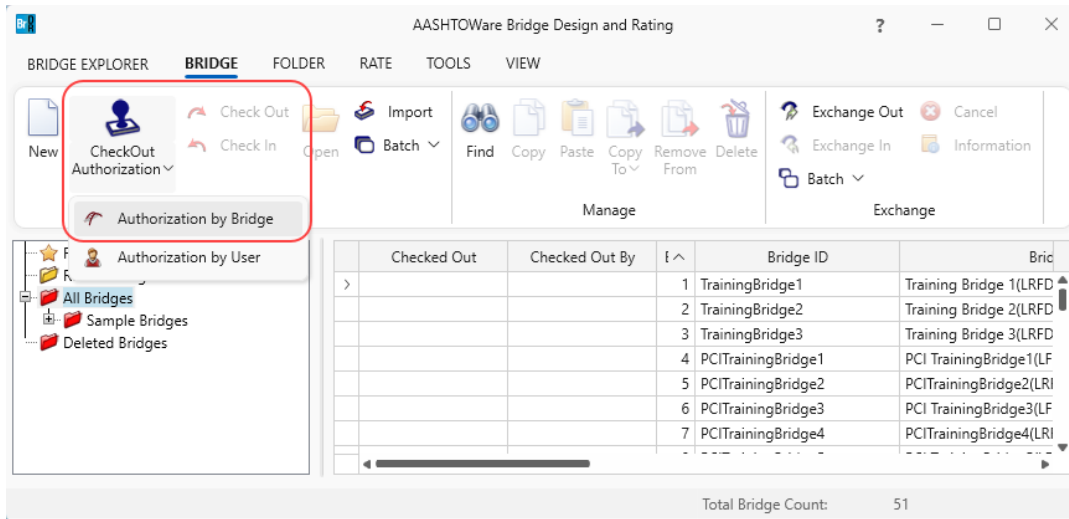 Br DR
AASHTOWare Bridge Design and Rating
?
BRIDGE EXPLORER BRIDGE FOLDER RATE TOOLS VIEW
New
CheckOut
Authorization
Check Out
Check In
Open
Import
Batch
Find
Copy
Paste
Copy
To
Remove
From
Delete
Manage
Exchange Out
Exchange In
Batch
Cancel
Information
Exchange
Authorization by Bridge
Authorization by User
All Bridges
Sample Bridges
Deleted Bridges
Checked Out Checked Out By Bridge ID Brid
1 TrainingBridge1 Training Bridge 1(LRFD
2 TrainingBridge2 Training Bridge 2(LRFD
3 TrainingBridge3 Training Bridge 3(LRFD
4 PCITrainingBridge1 PCI TrainingBridge1(LF
5 PCITrainingBridge2 PCITrainingBridge2(LRI
6 PCITrainingBridge3 PCI TrainingBridge3(LF
7 PCITrainingBridge4 PCITrainingBridge4(LRI
Total Bridge Count: 51